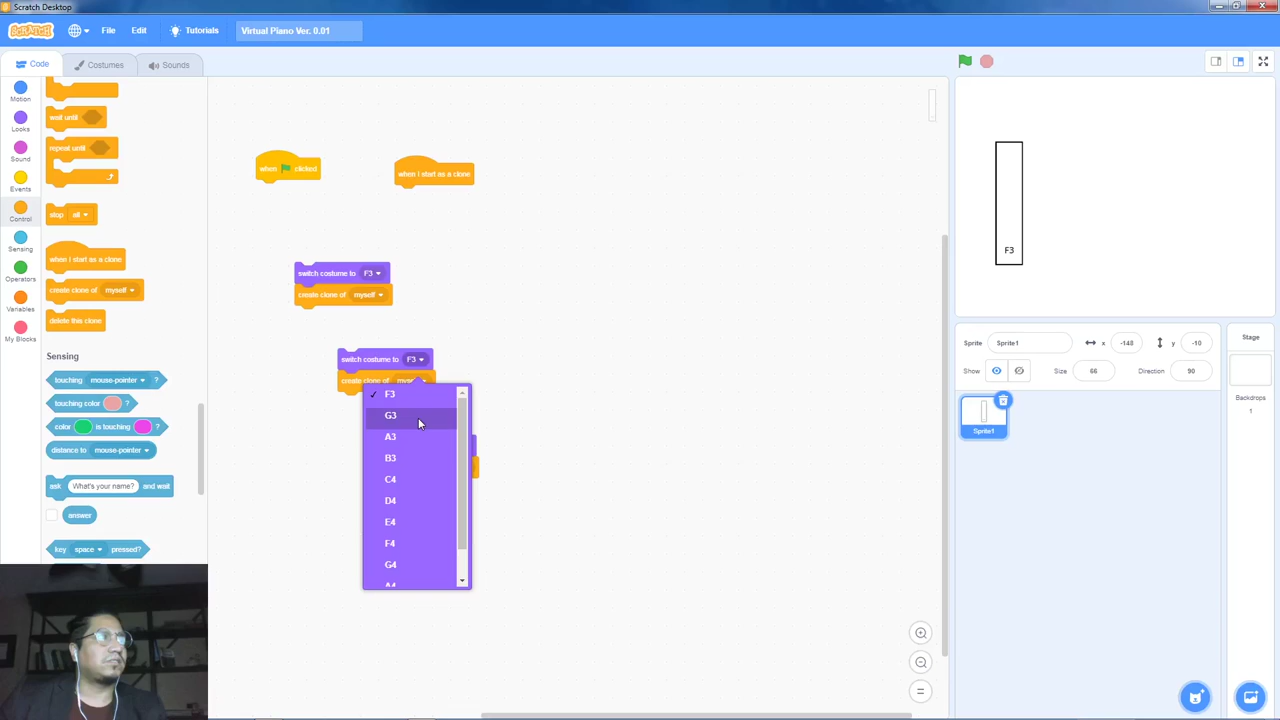 Scratch Desktop
SCRATCH
File
Edit
Tutorials
Virtual Piano Ver. 0.01
Code
Costumes
Sounds
Motion
Looks
Sound
Events
Control
Sensing
Operators
Variables
My Blocks
wait until
repeat until
stop all
when I start as a clone
create clone of myself
delete this clone
Sensing
touching mouse-pointer ?
touching color ?
color is touching ?
distance to mouse-pointer
ask What's your name? and wait
answer
key space pressed?
when clicked
when I start as a clone
switch costume to F3
create clone of myself
switch costume to F3
create clone of
F3
G3
A3
B3
C4
D4
E4
F4
G4
A4
F3
Sprite
Sprite1
x
-148
y
-10
Show
Size
66
Direction
90
Sprite1
Stage
Backdrops
1